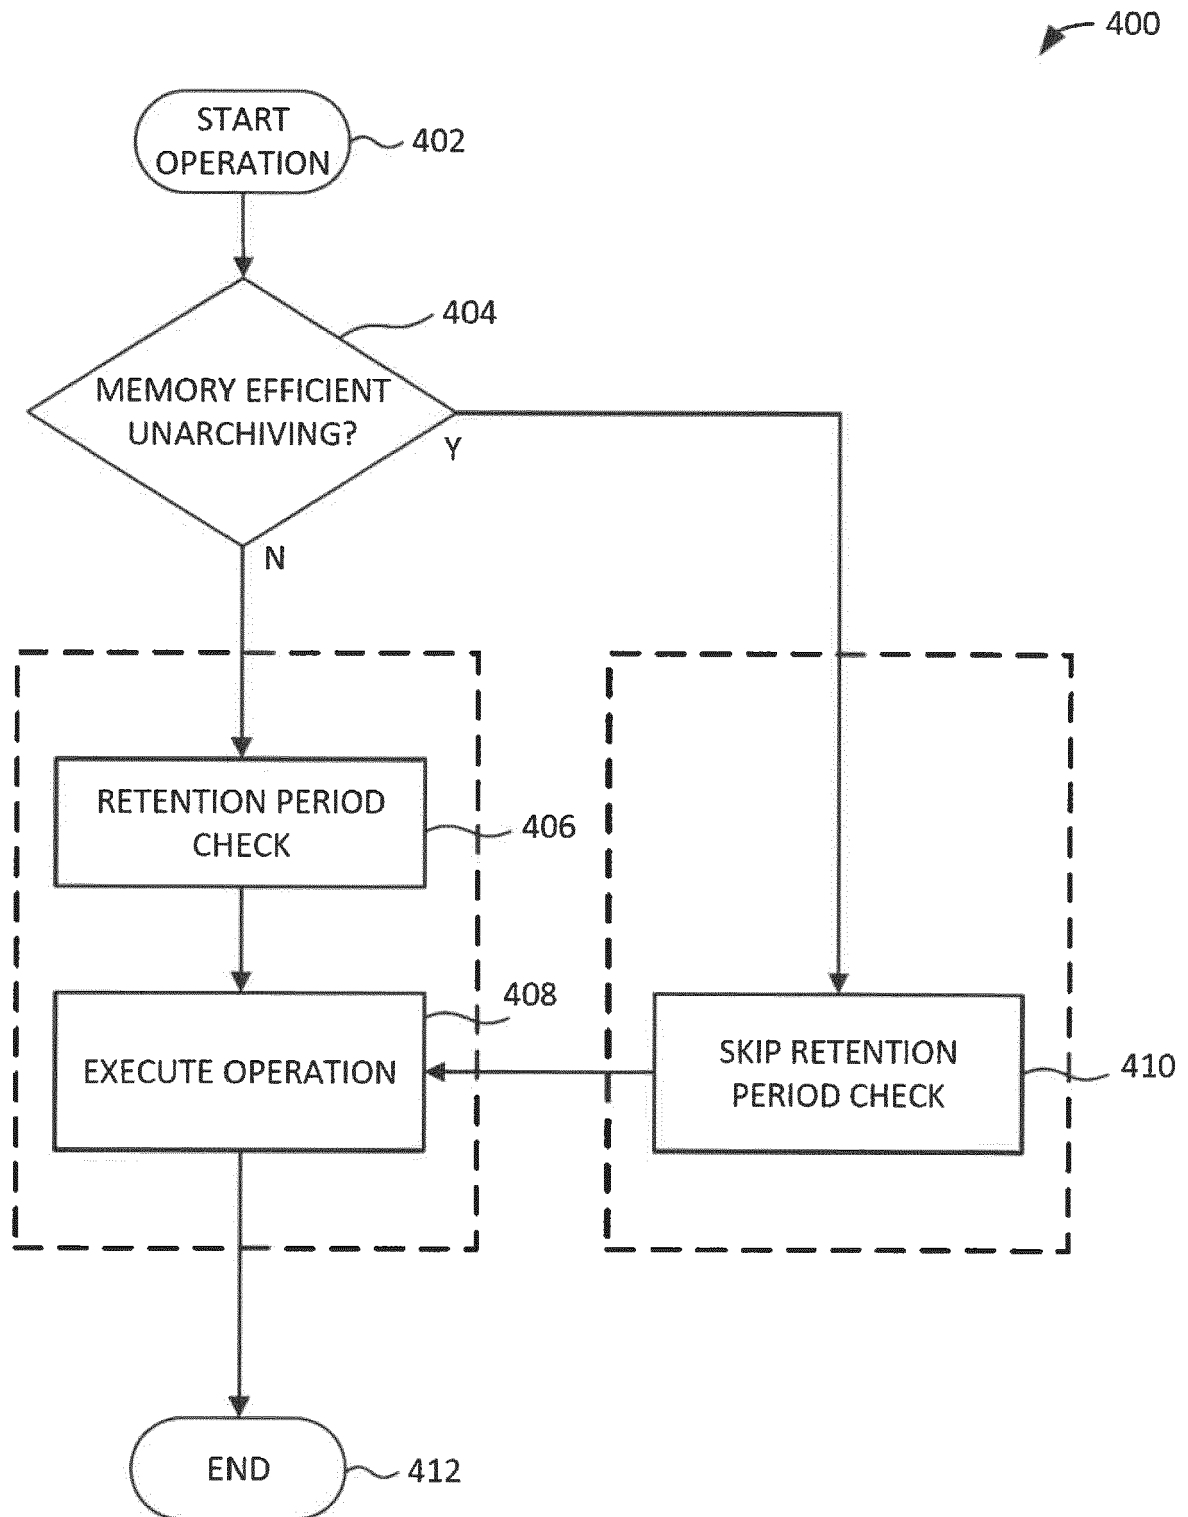 400
START
OPERATION
402
404
MEMORY EFFICIENT
UNARCHIVING?
Y
N
RETENTION PERIOD
CHECK
406
408
EXECUTE OPERATION
SKIP RETENTION
PERIOD CHECK
410
END
412